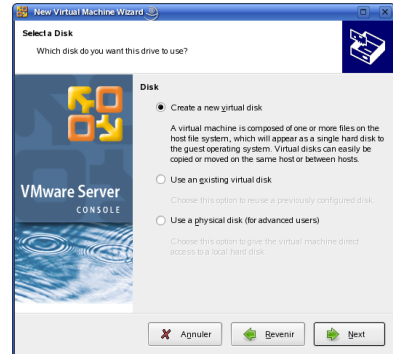 New Virtual Machine Wizard
Select a Disk
Which disk do you want this drive to use?
VMware Server
CONSOLE
Disk
Create a new virtual disk
A virtual machine is composed of one or more files on the
host file system, which will appear as a single hard disk to
the guest operating system. Virtual disks can easily be
copied or moved on the same host or between hosts.
Use an existing virtual disk
Choose this option to reuse a previously configured disk.
Use a physical disk (for advanced users)
Choose this option to give the virtual machine direct
access to a local hard disk.
Annuler
Revenir
Next